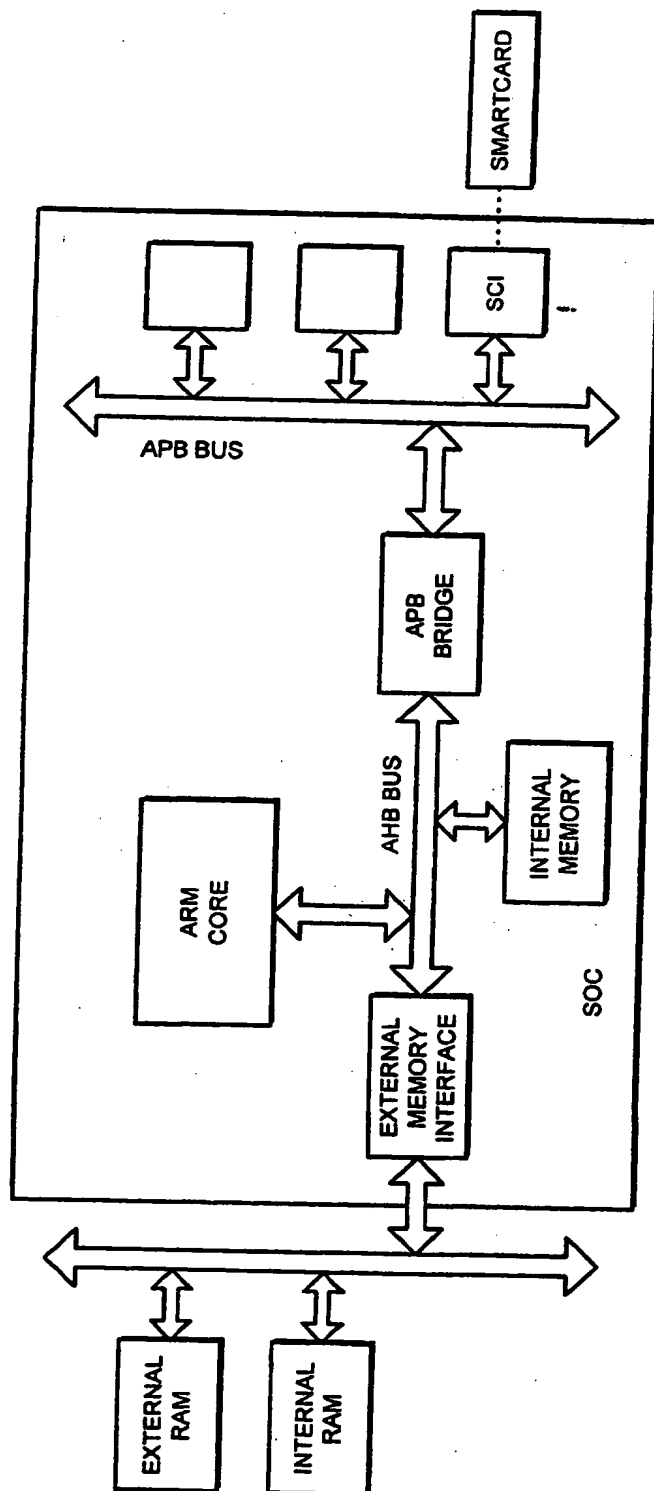 EXTERNAL
RAM
INTERNAL
RAM
EXTERNAL
MEMORY
INTERFACE
ARM
CORE
AHB BUS
INTERNAL
MEMORY
SOC
APB
BRIDGE
APB BUS
SCI
SMARTCARD